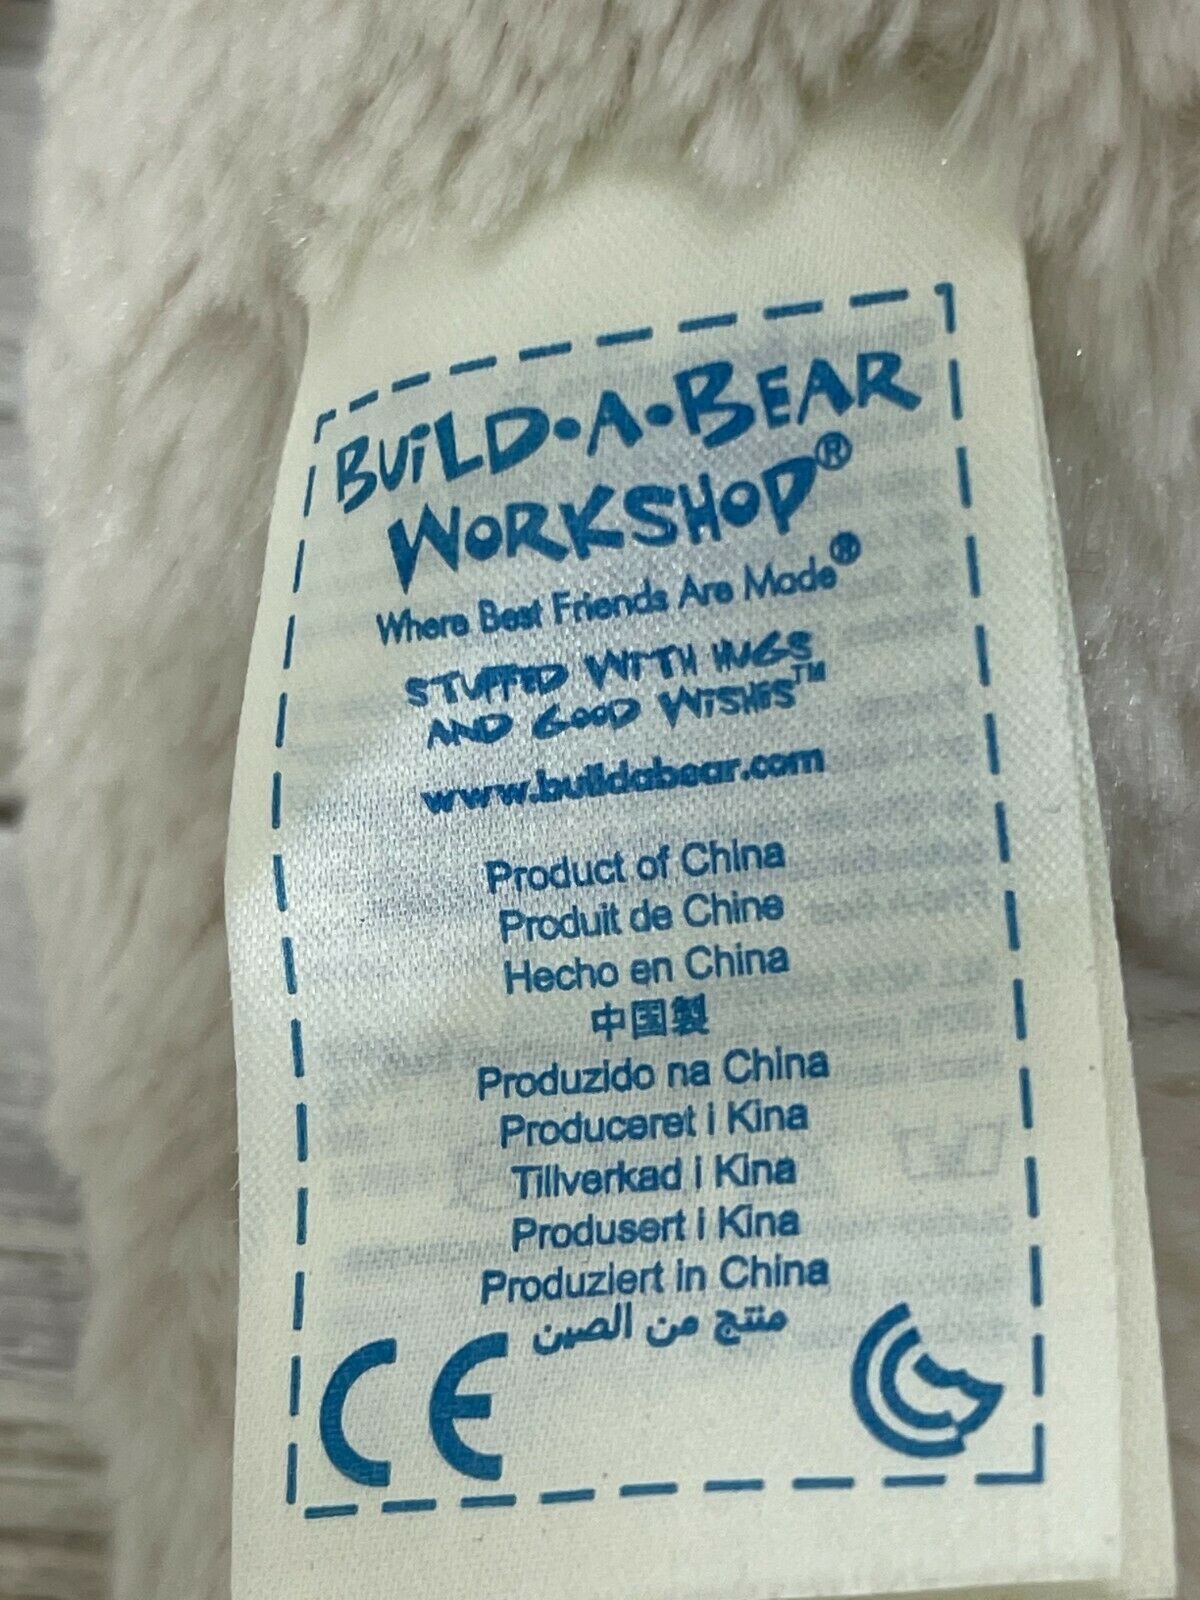 BUiLD•A•BEAR
WORKSHOP®
Where Best Friends Are Made®
STUFFED WITH HUGS
AND GOOD WISHES™
www.buildabear.com
Product of China
Produit de Chine
Hecho en China
中国製
Produzido na China
Produceret i Kina
Tillverkad i Kina
Produsert i Kina
Produziert in China
منتج من الصين
CE